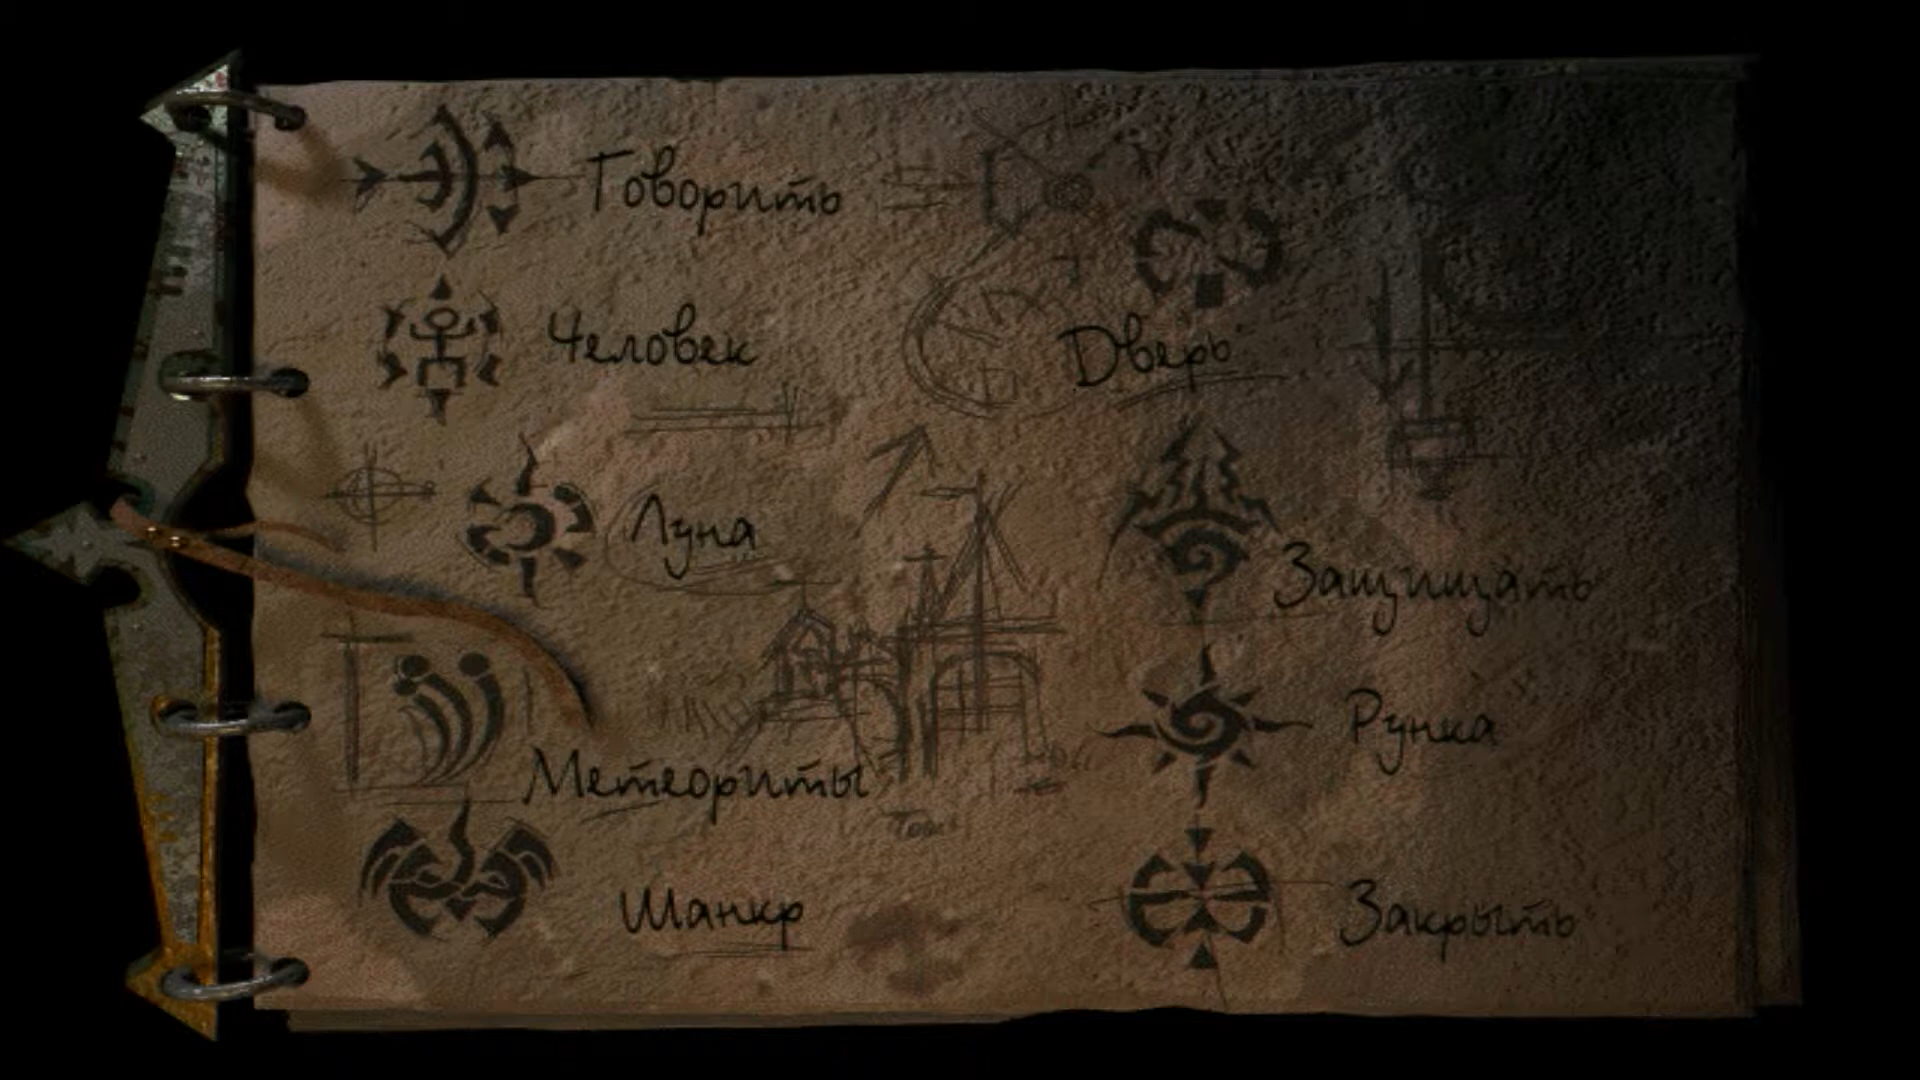 Говорить
Человек
Дверь
Луна
Защищать
Метеориты
Рунка
Шанкр
Закрыть